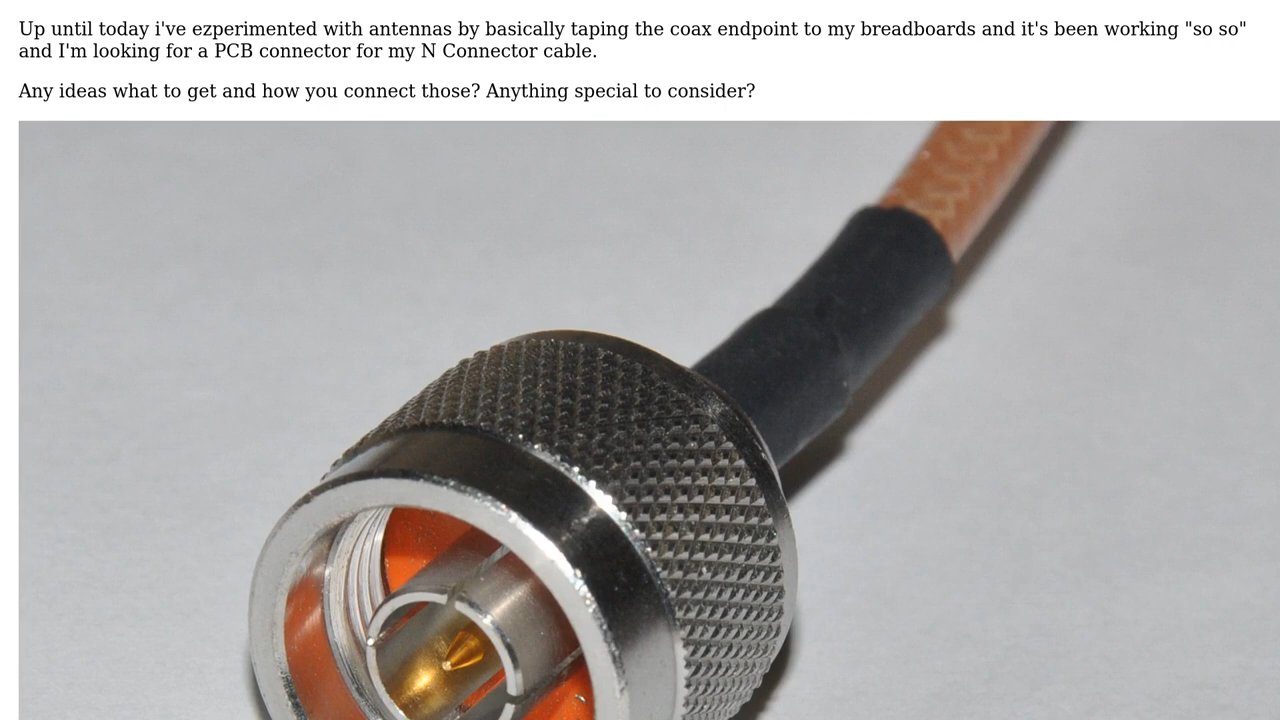 Up until today i've ezperimented with antennas by basically taping the coax endpoint to my breadboards and it's been working "so so"
and I'm looking for a PCB connector for my N Connector cable.
Any ideas what to get and how you connect those? Anything special to consider?